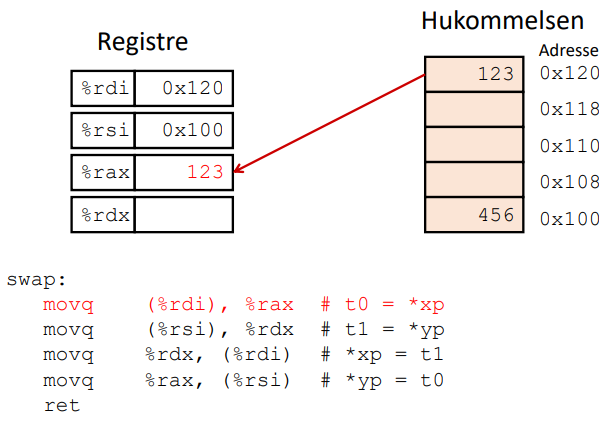 Registre
Hukommelsen
Adresse
%rdi 0x120
%rsi 0x100
%rax 123
%rdx
123 0x120
0x118
0x110
0x108
456 0x100
swap:
movq (%rdi), %rax # t0 = *xp
movq (%rsi), %rdx # t1 = *yp
movq %rdx, (%rdi) # *xp = t1
movq %rax, (%rsi) # *yp = t0
ret